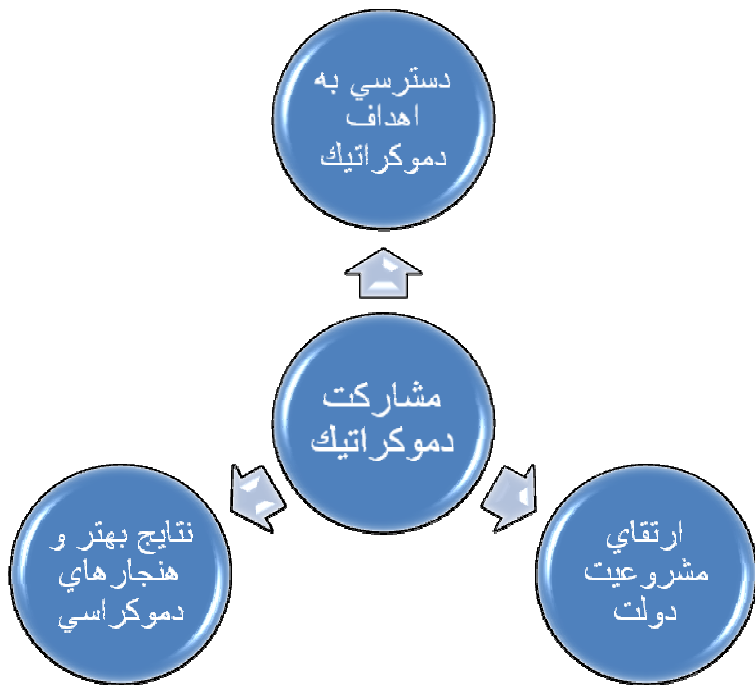 دسترسي به
اهداف
دموكراتيك
مشاركت
دموكراتيك
ارتقاي
مشروعيت
دولت
نتايج بهتر و
هنجارهاي
دموكراسي